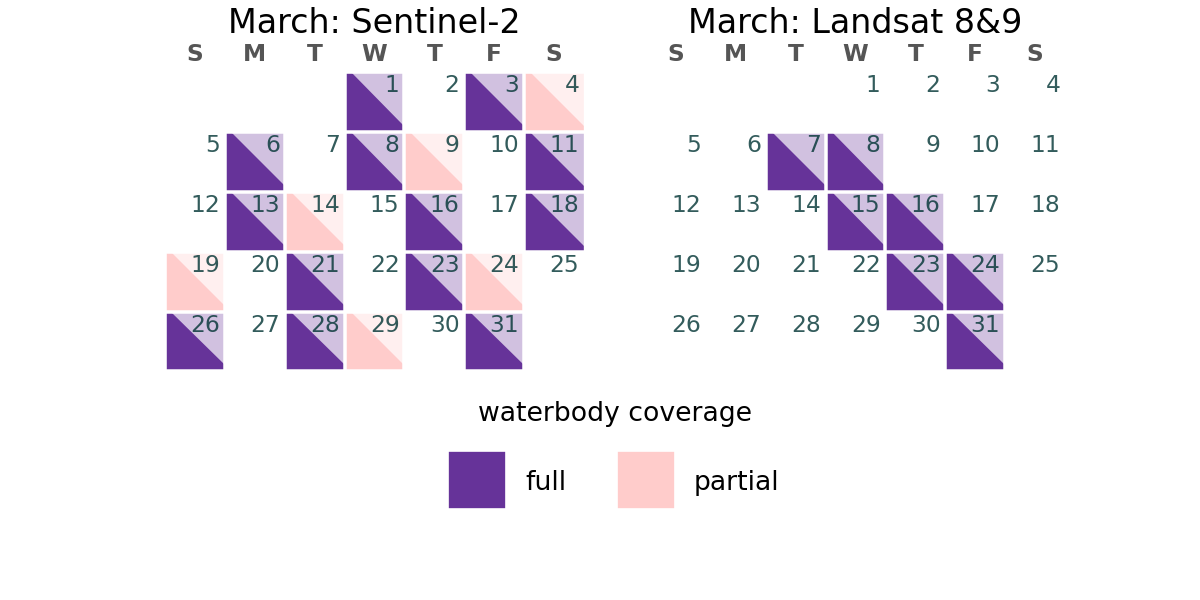 March: Sentinel-2
S M T W T F S
1 2 3 4
5 6 7 8 9 10 11
12 13 14 15 16 17 18
19 20 21 22 23 24 25
26 27 28 29 30 31
March: Landsat 8&9
S M T W T F S
1 2 3 4
5 6 7 8 9 10 11
12 13 14 15 16 17 18
19 20 21 22 23 24 25
26 27 28 29 30 31
waterbody coverage
full partial